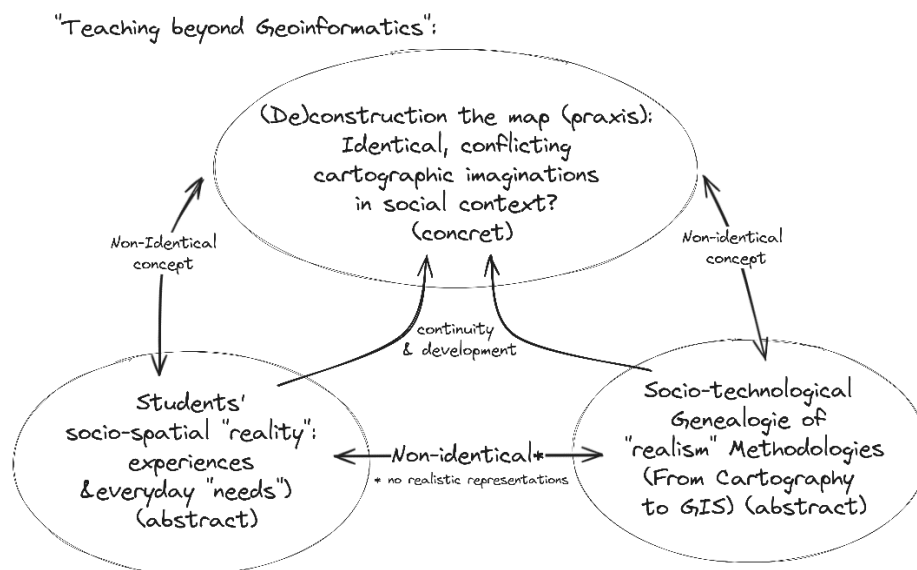 "Teaching beyond Geoinformatics":
(De)construction the map (praxis):
Identical, conflicting
cartographic imaginations
in social context?
(concret)
Non-Identical
concept
Non-identical
concept
continuity
& development
Students'
socio-spatial "reality":
experiences
&everyday "needs")
(abstract)
Non-identical*
* no realistic representations
Socio-technological
Genealogie of
"realism" Methodologies
(From Cartography
to GIS) (abstract)